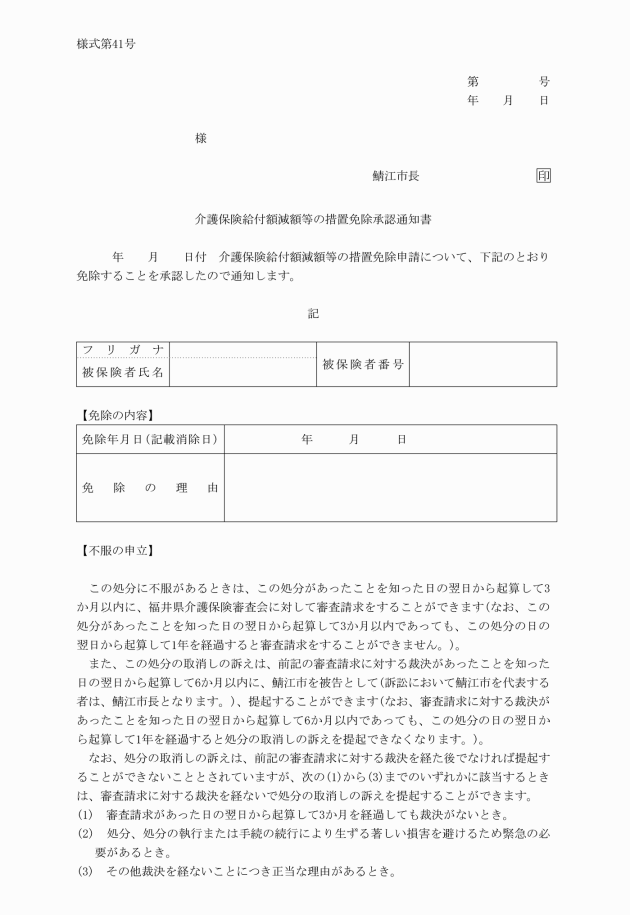 様式第41号
第　　　　　号
年　　月　　日
様
鯖江市長　　　　　　　　　　印
介護保険給付額減額等の措置免除承認通知書
年　　月　　日付　介護保険給付額減額等の措置免除申請について、下記のとおり
免除することを承認したので通知します。
記
フリガナ
被保険者氏名
被保険者番号
【免除の内容】
免除年月日(記載消除日)　　　　　　年　　　月　　　日
免除の理由
【不服の申立】
この処分に不服があるときは、この処分があったことを知った日の翌日から起算して3
か月以内に、福井県介護保険審査会に対して審査請求をすることができます(なお、この
処分があったことを知った日の翌日から起算して3か月以内であっても、この処分の日の
翌日から起算して1年を経過すると審査請求をすることができません。)。
また、この処分の取消しの訴えは、前記の審査請求に対する裁決があったことを知った
日の翌日から起算して6か月以内に、鯖江市を被告として(訴訟において鯖江市を代表する
者は、鯖江市長となります。)、提起することができます(なお、審査請求に対する裁決が
あったことを知った日の翌日から起算して6か月以内であっても、この処分の日の翌日か
ら起算して1年を経過すると処分の取消しの訴えを提起できなくなります。)。
なお、処分の取消しの訴えは、前記の審査請求に対する裁決を経た後でなければ提起す
ることができないこととされていますが、次の(1)から(3)までのいずれかに該当するとき
は、審査請求に対する裁決を経ないで処分の取消しの訴えを提起することができます。
(1)　審査請求があった日の翌日から起算して3か月を経過しても裁決がないとき。
(2)　処分、処分の執行または手続の続行により生ずる著しい損害を避けるため緊急の必
要があるとき。
(3)　その他裁決を経ないことにつき正当な理由があるとき。